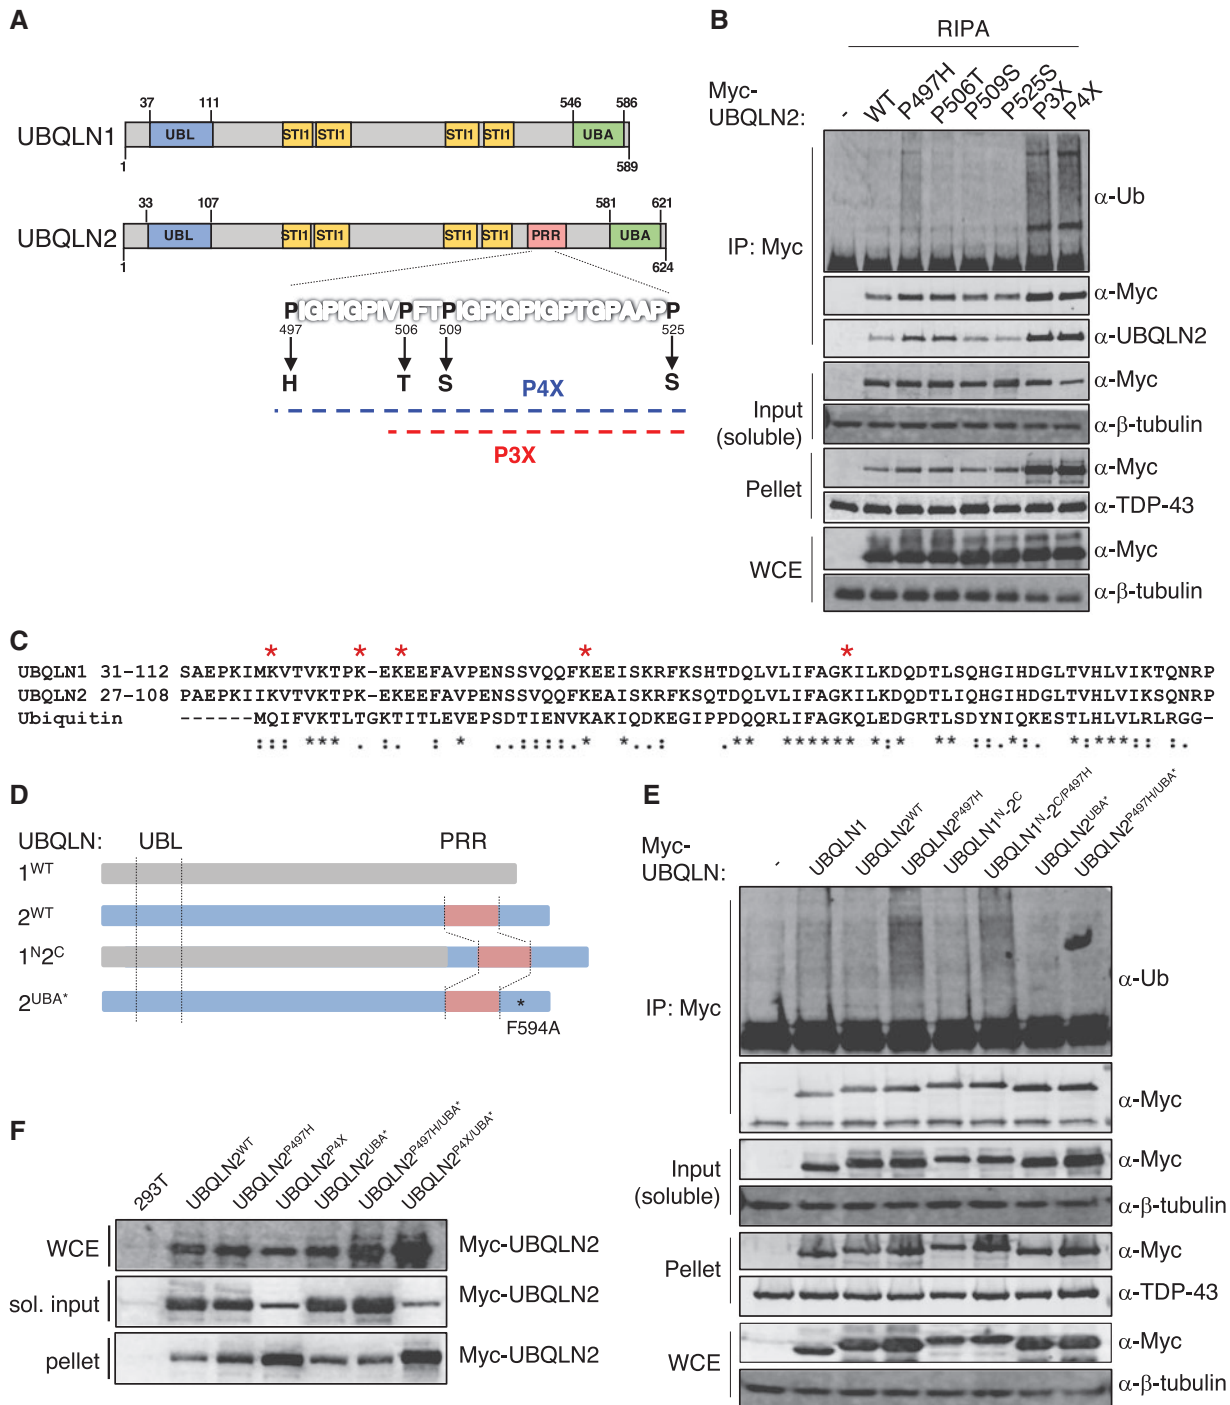 A
37 111 546 586
UBQLN1 UBL STI1 STI1 STI1 STI1 UBA
1 589
33 107 581 621
UBQLN2 UBL STI1 STI1 STI1 STI1 PRR UBA
1 624
PIGPIGPIVPFTPIGPIGPIGPTGPAAPP
497 506 509 525
H T S S
P4X
P3X
B
RIPA
Myc-UBQLN2: - WT P497H P506T P509S P525S P3X P4X
IP: Myc
α-Ub
α-Myc
α-UBQLN2
Input (soluble)
α-Myc
α-β-tubulin
Pellet
α-Myc
α-TDP-43
WCE
α-Myc
α-β-tubulin
C
* * * * *
UBQLN1 31-112 SAEPKIMKVTVKTPK-EKEEFAVPENSSVQQFKEEISKRFKSHTDQLVLIFAGKILKDQDTLSQHGIHDGLTVHLVIKTQNRP
UBQLN2 27-108 PAEPKIIKVTVKTPK-EKEEFAVPENSSVQQFKEAISKRFKSQTDQLVLIFAGKILKDQDTLIQHGIHDGLTVHLVIKSQNRP
Ubiquitin ------MQIFVKTLTGKTITLEVEPSDTIENVKAKIQDKEGIPPDQQRLIFAGKQLEDGRTLSDYNIQKESTLHLVLRLRGG-
D
UBQLN: UBL PRR
1WT
2WT
1N2C
2UBA* *
F594A
E
Myc-UBQLN: - UBQLN1 UBQLN2WT UBQLN2P497H UBQLN1N-2C UBQLN1N-2C/P497H UBQLN2UBA* UBQLN2P497H/UBA*
IP: Myc
α-Ub
α-Myc
Input (soluble)
α-Myc
α-β-tubulin
Pellet
α-Myc
α-TDP-43
WCE
α-Myc
α-β-tubulin
F
293T UBQLN2WT UBQLN2P497H UBQLN2P4X UBQLN2UBA* UBQLN2P497H/UBA* UBQLN2P4X/UBA*
WCE Myc-UBQLN2
sol. input Myc-UBQLN2
pellet Myc-UBQLN2